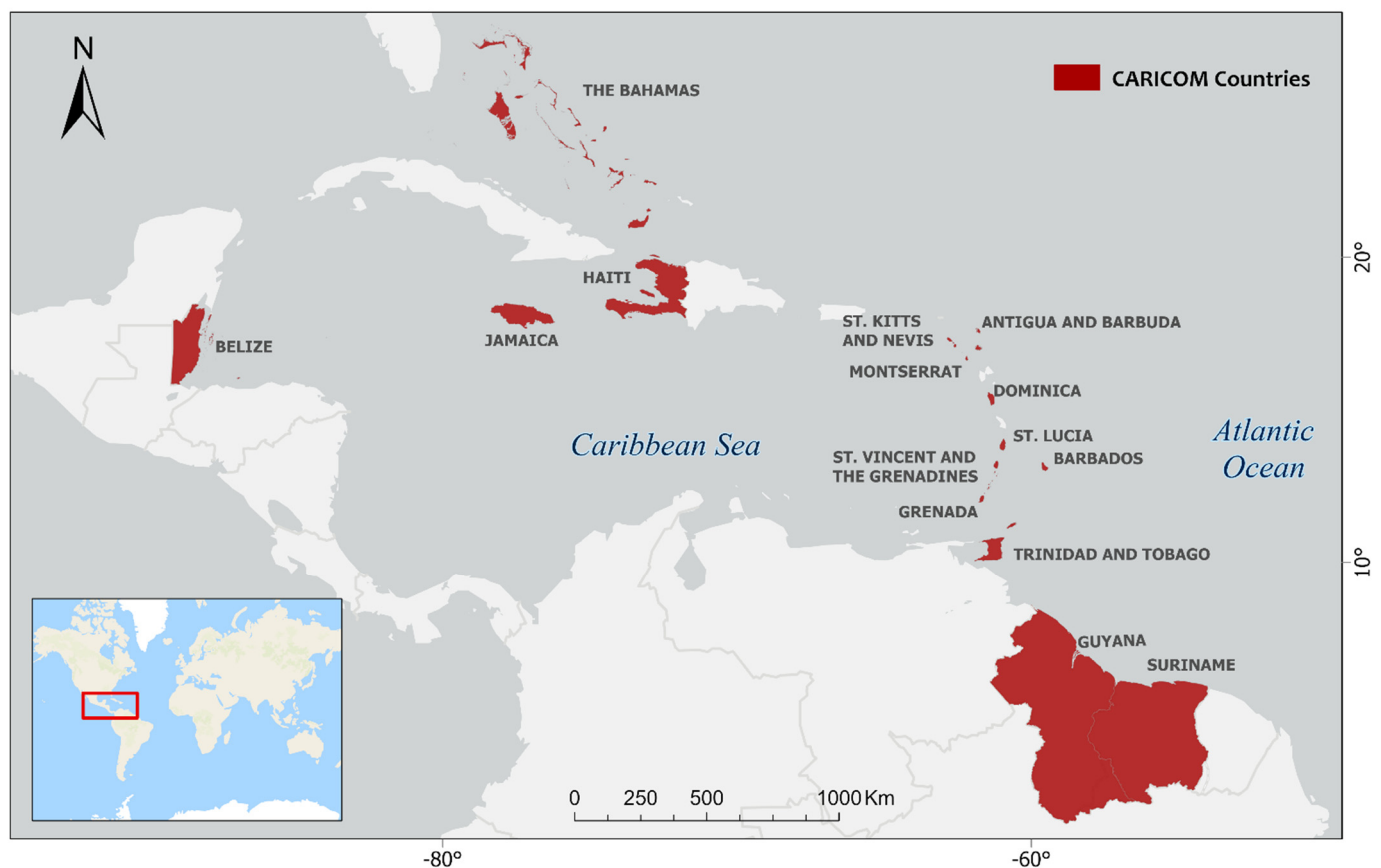 N
CARICOM Countries
THE BAHAMAS
20°
HAITI
JAMAICA
BELIZE
ST. KITTS
AND NEVIS
ANTIGUA AND BARBUDA
MONTSERRAT
DOMINICA
Caribbean Sea
Atlantic
Ocean
ST. LUCIA
BARBADOS
ST. VINCENT AND
THE GRENADINES
GRENADA
TRINIDAD AND TOBAGO
10°
GUYANA
SURINAME
0 250 500 1000 Km
-80° -60°